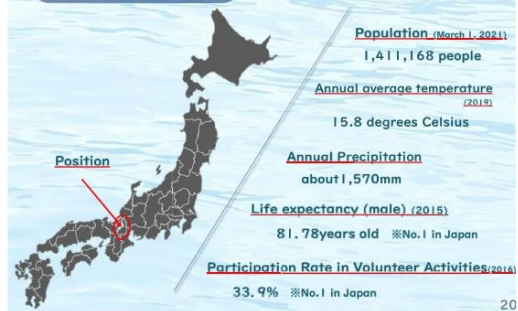 Population (March 1, 2021)
1,411,168 people
Annual average temperature
(2019)
15.8 degrees Celsius
Position
Annual Precipitation
about1,570mm
Life expectancy (male) (2015)
81.78years old ※No.1 in Japan
Participation Rate in Volunteer Activities(2016)
33.9% ※No.1 in Japan
20